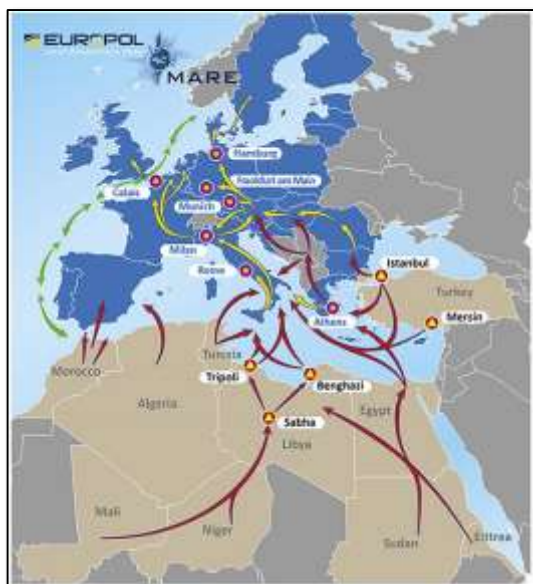 EUROPOL
MARE
Hamburg
Frankfurt am Main
Calais
Munich
Milan
Rome
Istanbul
Turkey
Athens
Mersin
Tunisia
Morocco
Tripoli
Benghazi
Algeria
Egypt
Sabha
Libya
Mali
Niger
Sudan
Eritrea